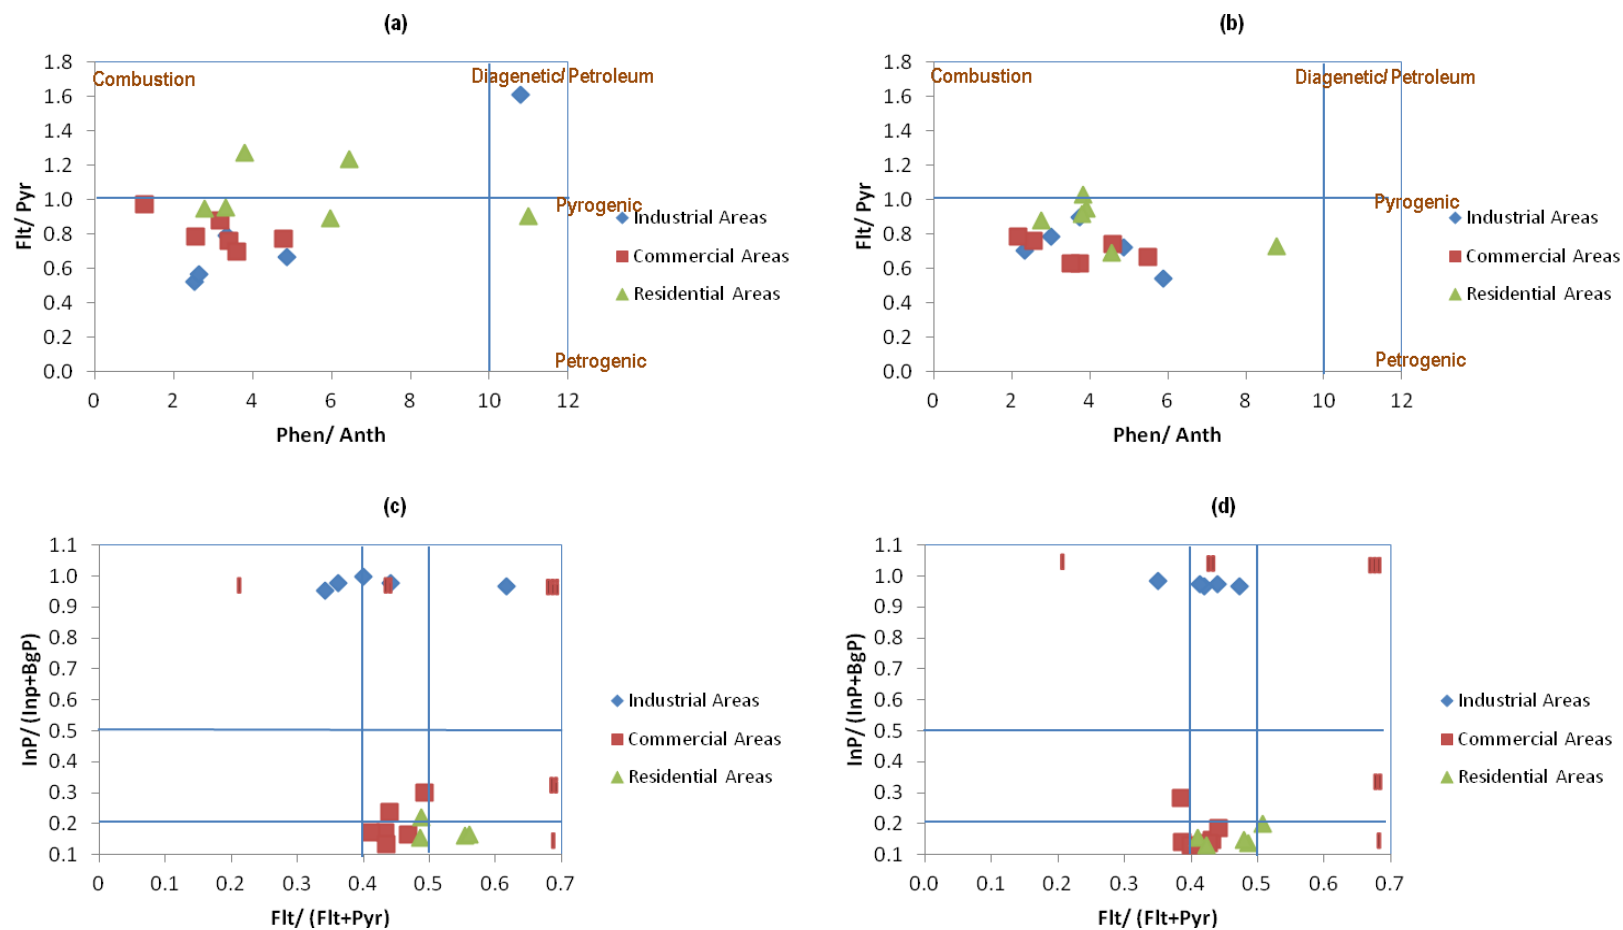 (a)
1.8
1.6
1.4
1.2
1.0
0.8
0.6
0.4
0.2
0.0
Flt/ Pyr
Combustion
Diagenetic/ Petroleum
Pyrogenic
Petrogenic
Industrial Areas
Commercial Areas
Residential Areas
0 2 4 6 8 10 12
Phen/ Anth
(b)
1.8
1.6
1.4
1.2
1.0
0.8
0.6
0.4
0.2
0.0
Flt/ Pyr
Combustion
Diagenetic/ Petroleum
Pyrogenic
Petrogenic
Industrial Areas
Commercial Areas
Residential Areas
0 2 4 6 8 10 12
Phen/ Anth
(c)
1.1
1.0
0.9
0.8
0.7
0.6
0.5
0.4
0.3
0.2
0.1
InP/ (Inp+BgP)
I
II
III
II
I
Industrial Areas
Commercial Areas
Residential Areas
0 0.1 0.2 0.3 0.4 0.5 0.6 0.7
Flt/ (Flt+Pyr)
(d)
1.1
1.0
0.9
0.8
0.7
0.6
0.5
0.4
0.3
0.2
0.1
InP/ (InP+BgP)
I
II
III
II
I
Industrial Areas
Commercial Areas
Residential Areas
0.0 0.1 0.2 0.3 0.4 0.5 0.6 0.7
Flt/ (Flt+Pyr)